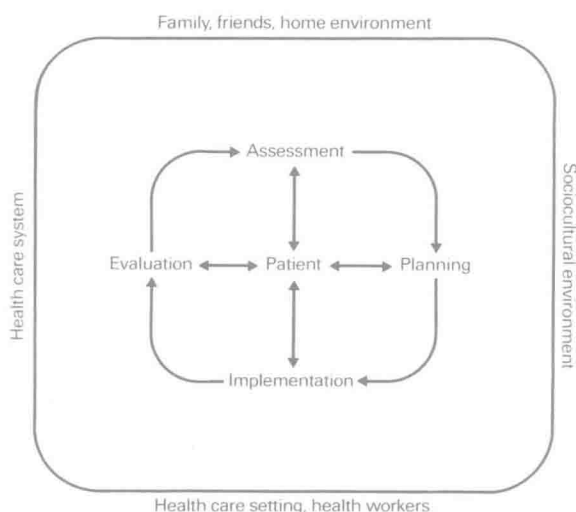 Family, friends, home environment
Assessment
Health care system
Sociocultural environment
Evaluation
Patient
Planning
Implementation
Health care setting, health workers